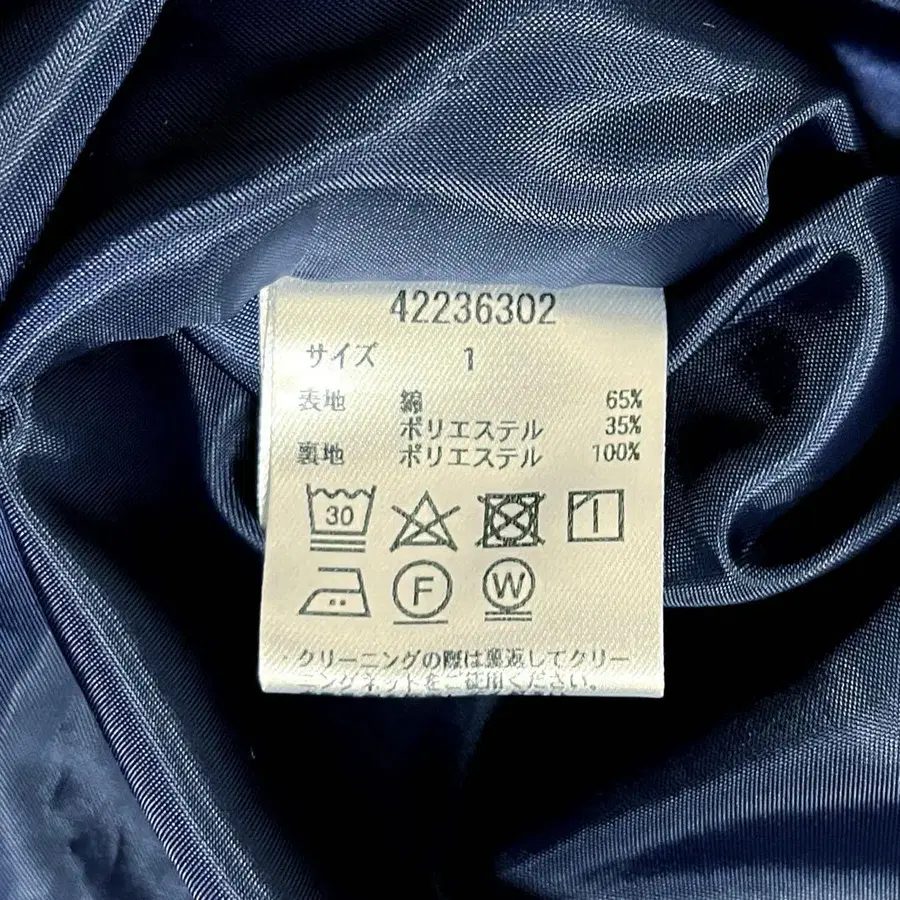 42236302
サイズ 1
表地 綿 65%
ポリエステル 35%
裏地 ポリエステル 100%
30
F W
・クリーニングの際は裏返してクリー
ニングネットをご使用ください。